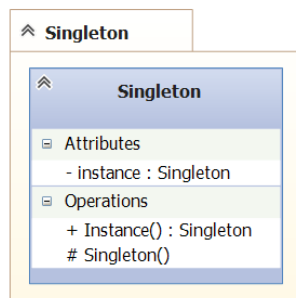 Singleton
Singleton
Attributes
- instance : Singleton
Operations
+ Instance() : Singleton
# Singleton()